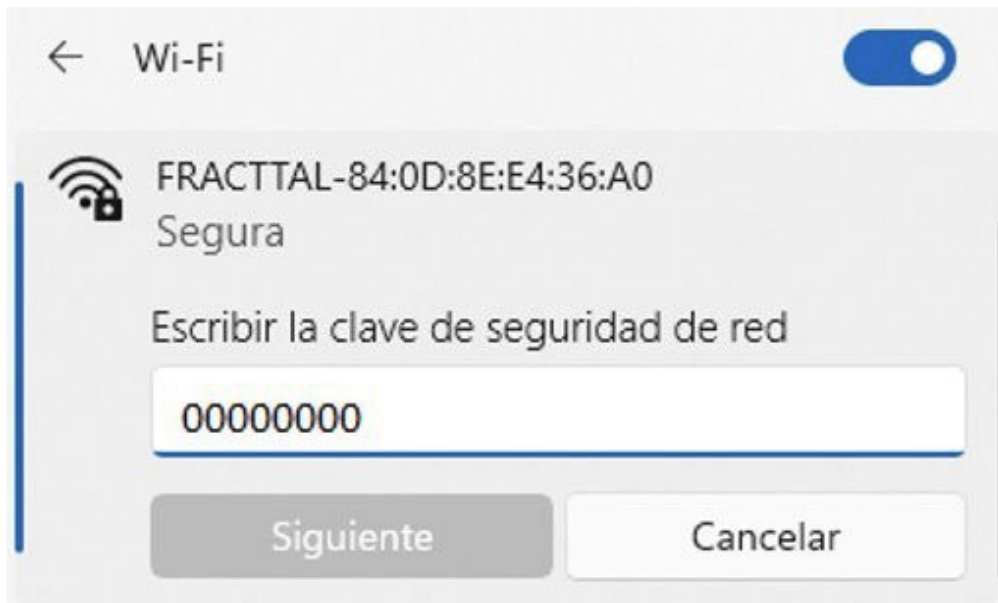 Wi-Fi
FRACTTAL-84:0D:8E:E4:36:A0
Segura
Escribir la clave de seguridad de red
00000000
Siguiente
Cancelar